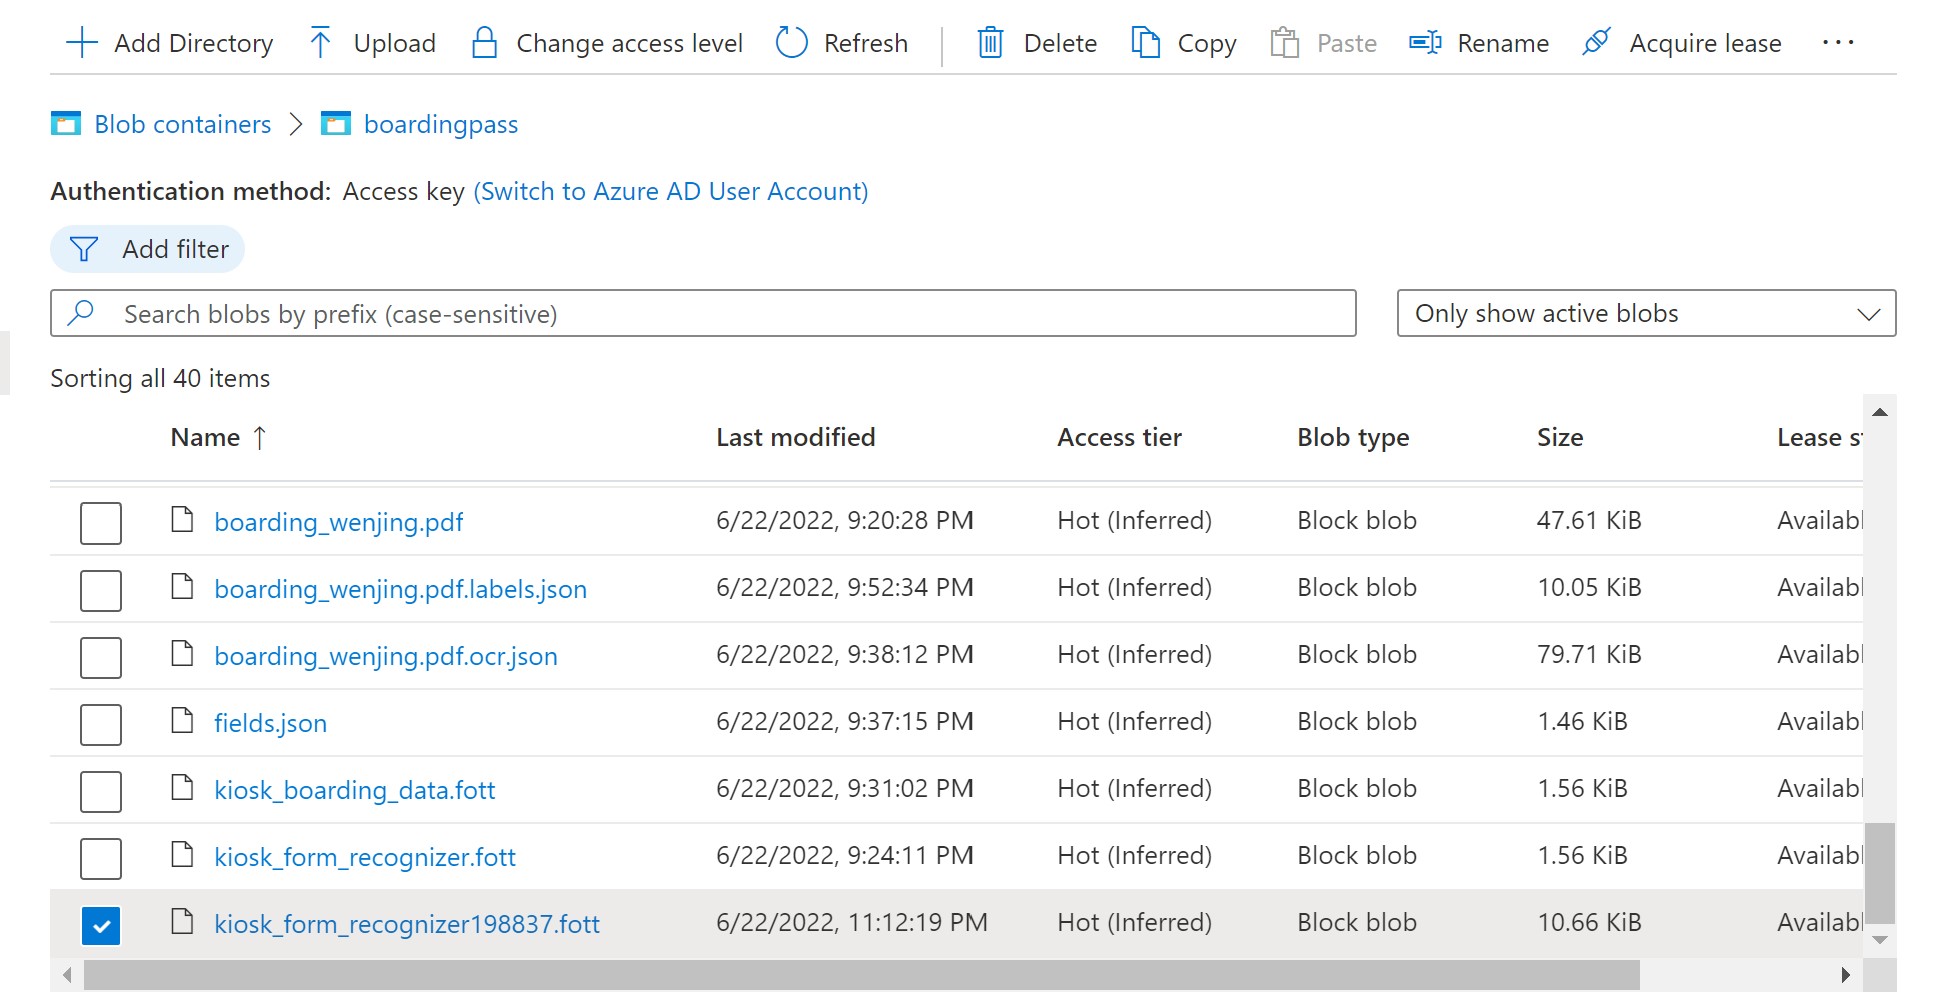 Add Directory Upload Change access level Refresh Delete Copy Paste Rename Acquire lease ...
Blob containers > boardingpass
Authentication method: Access key (Switch to Azure AD User Account)
Add filter
Search blobs by prefix (case-sensitive) Only show active blobs
Sorting all 40 items
Name ↑ Last modified Access tier Blob type Size Lease s
boarding_wenjing.pdf 6/22/2022, 9:20:28 PM Hot (Inferred) Block blob 47.61 KiB Availabl
boarding_wenjing.pdf.labels.json 6/22/2022, 9:52:34 PM Hot (Inferred) Block blob 10.05 KiB Availabl
boarding_wenjing.pdf.ocr.json 6/22/2022, 9:38:12 PM Hot (Inferred) Block blob 79.71 KiB Availabl
fields.json 6/22/2022, 9:37:15 PM Hot (Inferred) Block blob 1.46 KiB Availabl
kiosk_boarding_data.fott 6/22/2022, 9:31:02 PM Hot (Inferred) Block blob 1.56 KiB Availabl
kiosk_form_recognizer.fott 6/22/2022, 9:24:11 PM Hot (Inferred) Block blob 1.56 KiB Availabl
kiosk_form_recognizer198837.fott 6/22/2022, 11:12:19 PM Hot (Inferred) Block blob 10.66 KiB Availabl